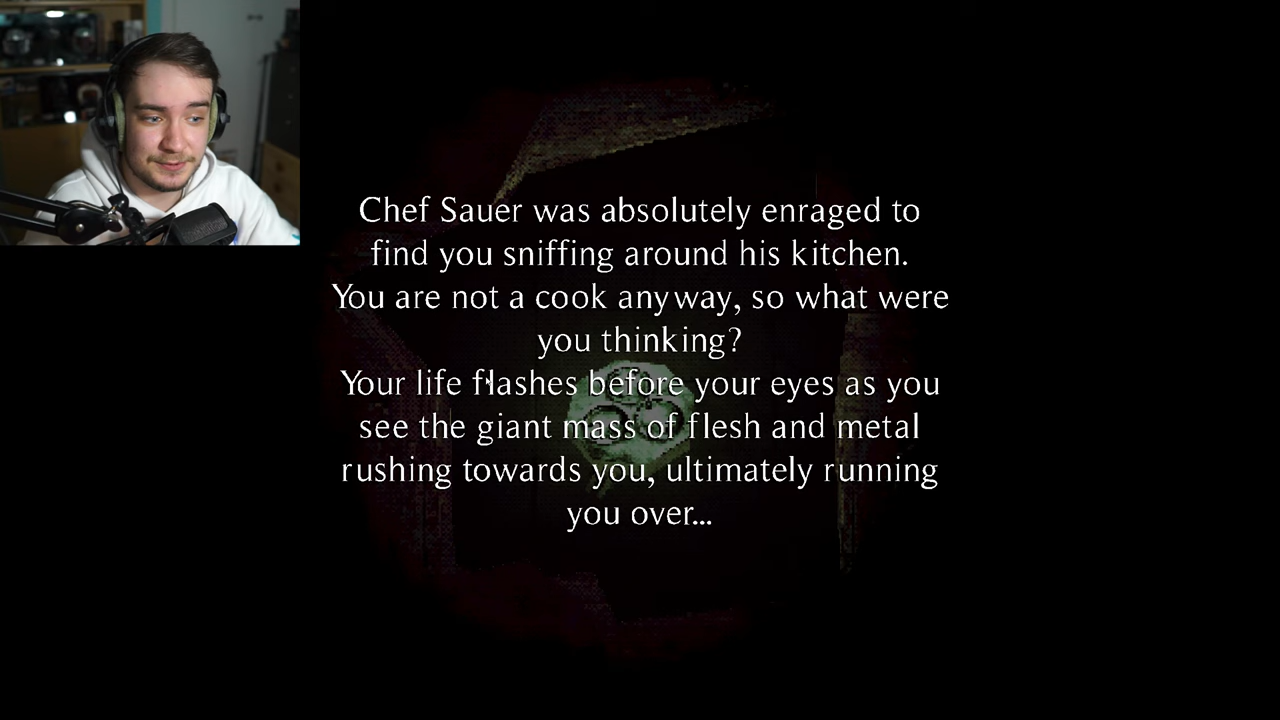 Chef Sauer was absolutely enraged to
find you sniffing around his kitchen.
You are not a cook anyway, so what were
you thinking?
Your life flashes before your eyes as you
see the giant mass of flesh and metal
rushing towards you, ultimately running
you over...